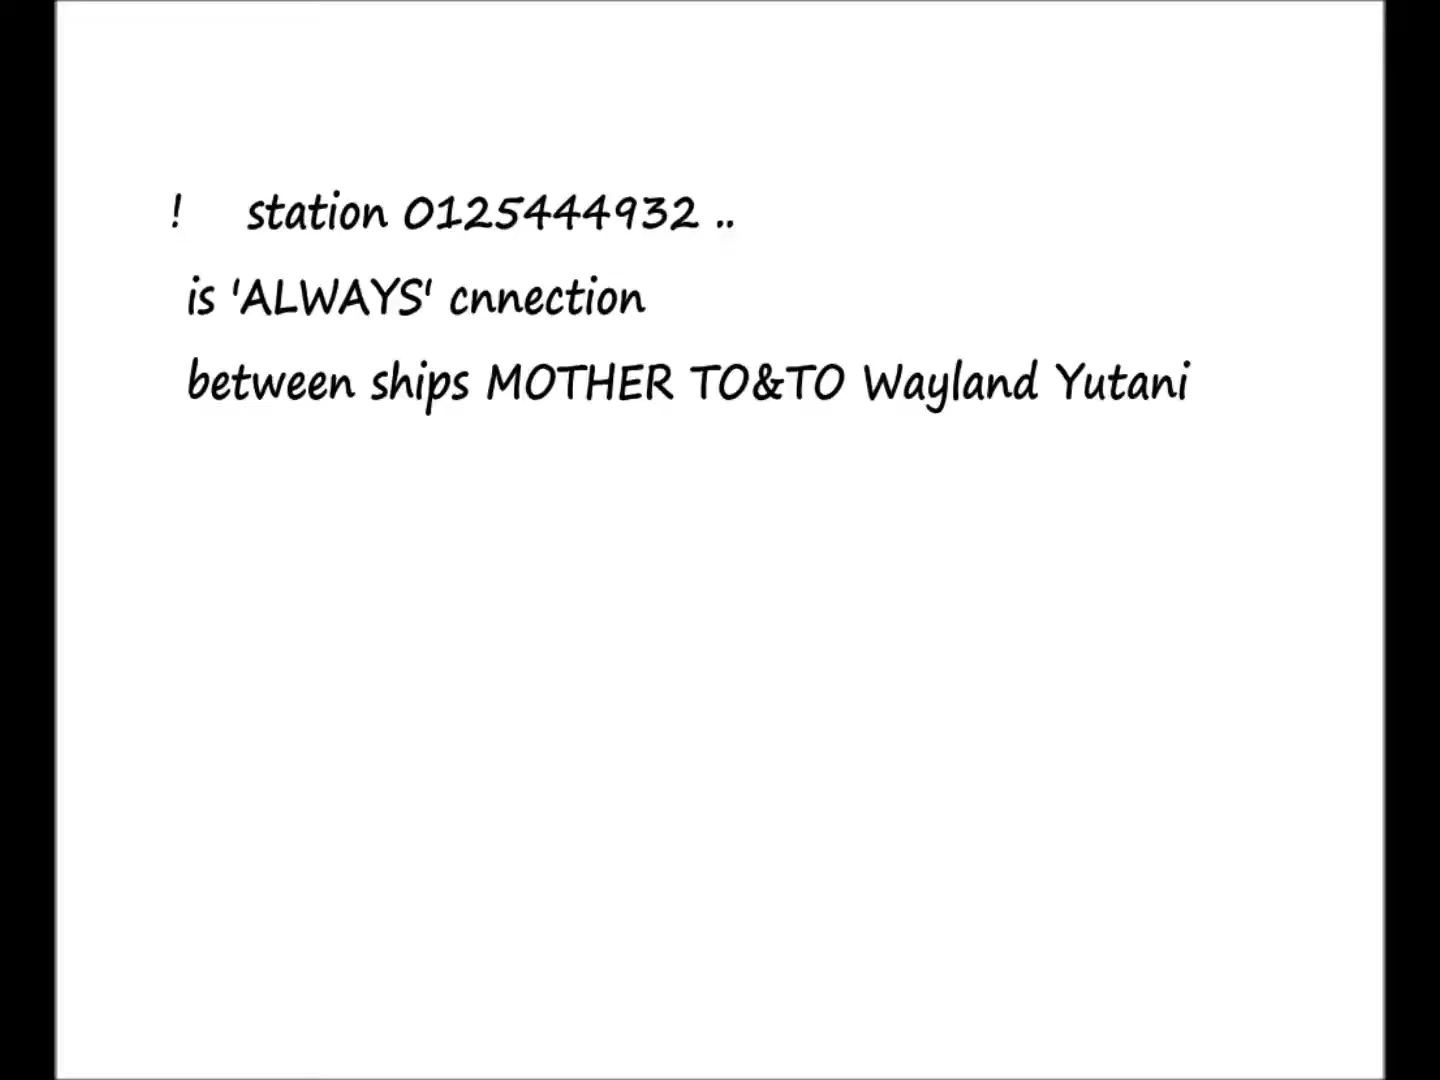 ! station 0125444932 ..
is 'ALWAYS' cnnection
between ships MOTHER TO&TO Wayland Yutani